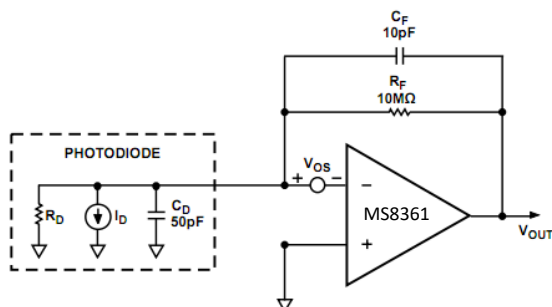 CF
10pF
RF
10MΩ
PHOTODIODE
+ VOS −
RD
ID
CD
50pF
−
MS8361
+
VOUT